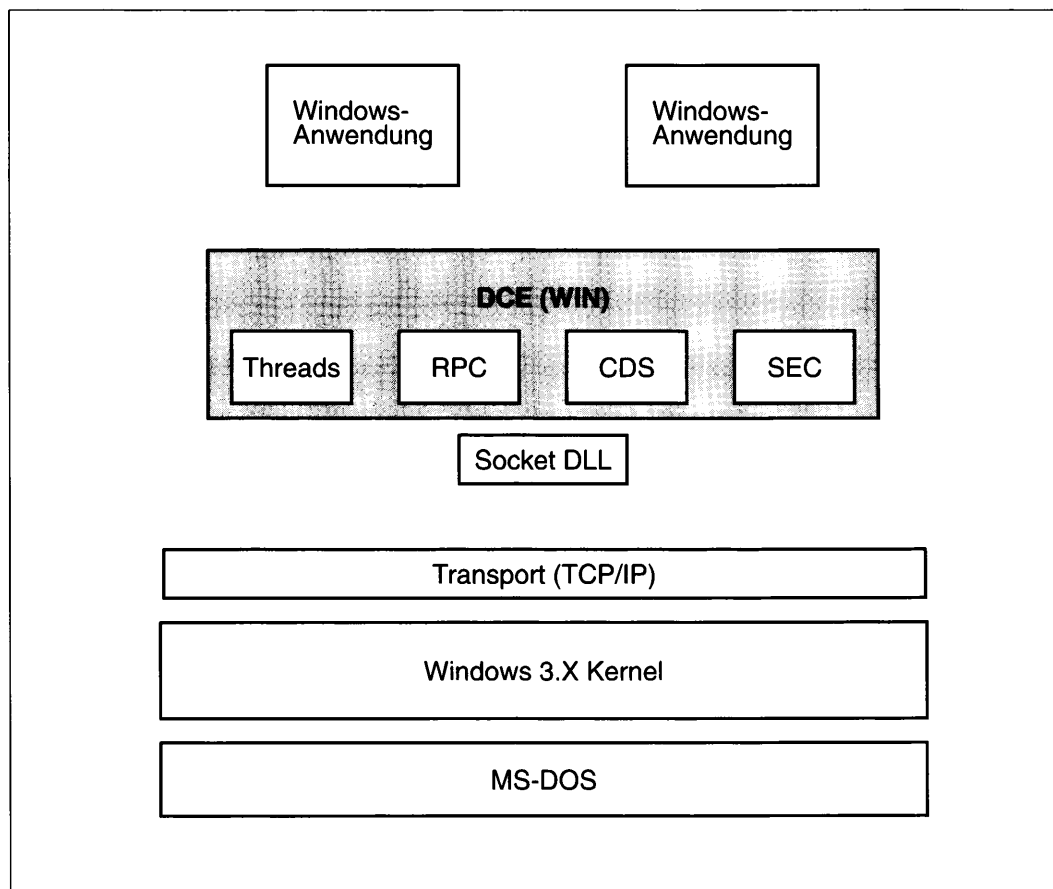 Windows-
Anwendung
Windows-
Anwendung
DCE (WIN)
Threads
RPC
CDS
SEC
Socket DLL
Transport (TCP/IP)
Windows 3.X Kernel
MS-DOS